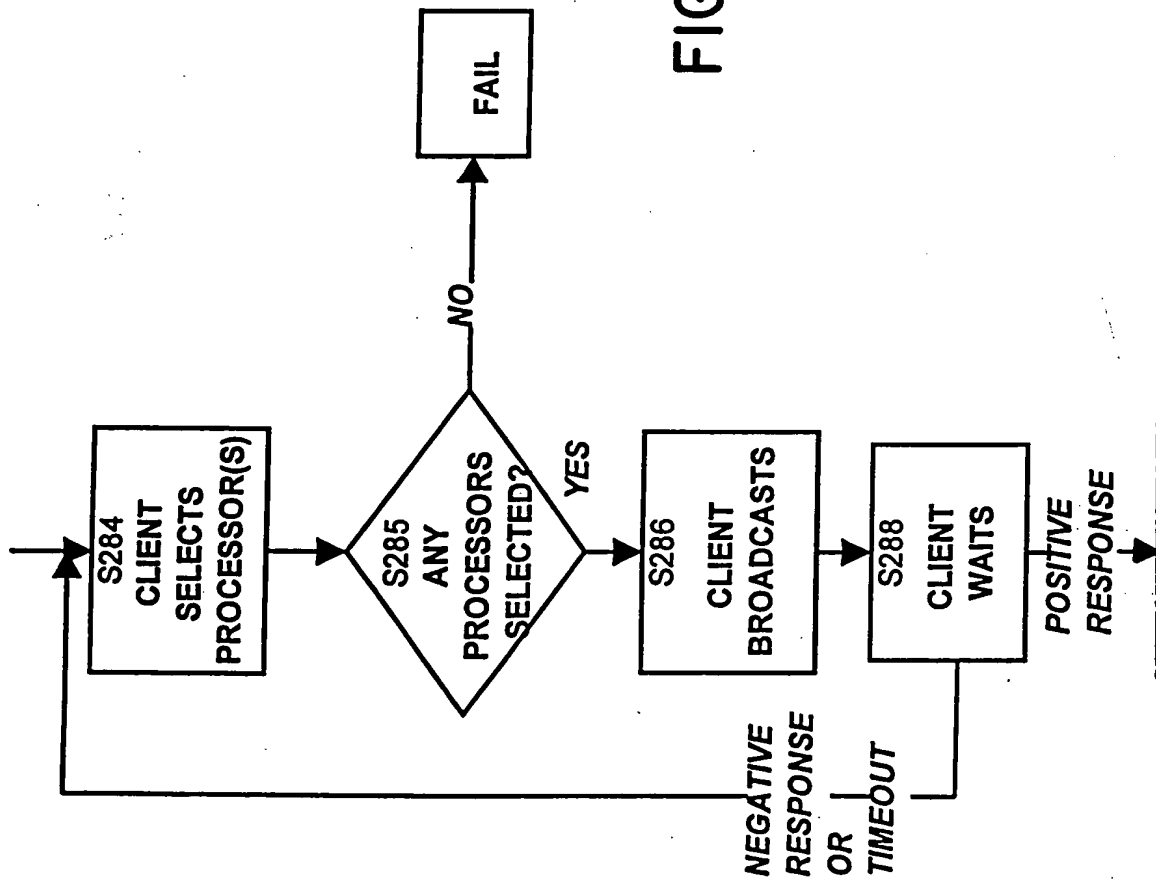 S284
CLIENT
SELECTS
PROCESSOR(S)
S285
ANY
PROCESSORS
SELECTED?
NO
FAIL
YES
S286
CLIENT
BROADCASTS
S288
CLIENT
WAITS
NEGATIVE
RESPONSE
OR
TIMEOUT
POSITIVE
RESPONSE
FIG